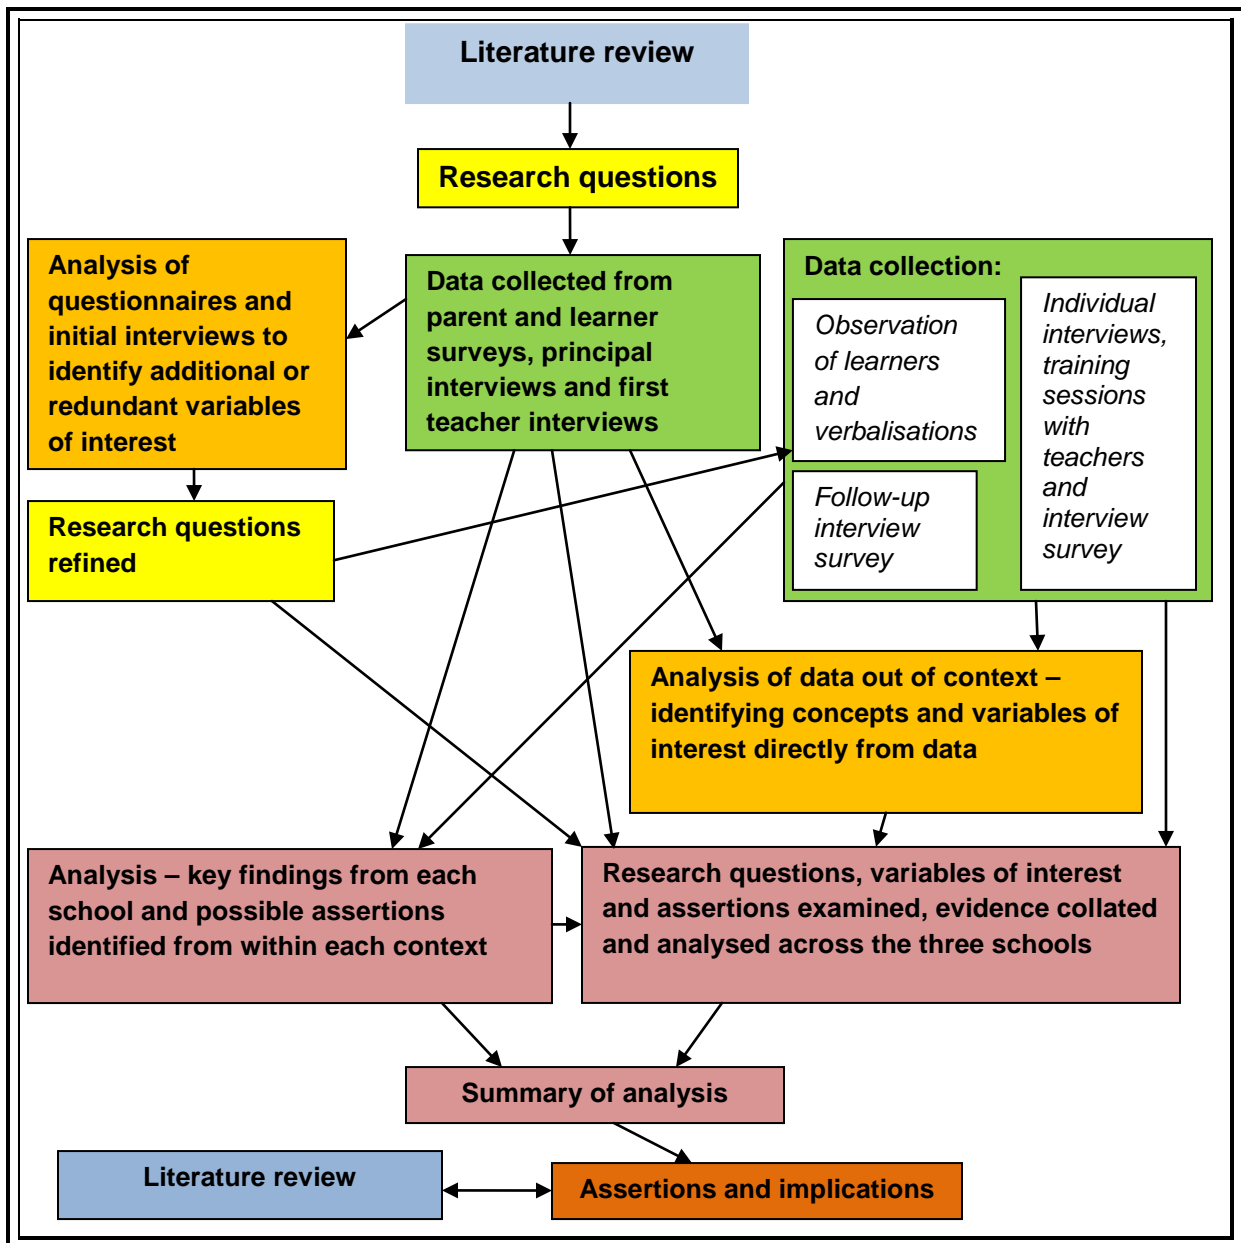 Literature review
Research questions
Analysis of
questionnaires and
initial interviews to
identify additional or
redundant variables
of interest
Data collected from
parent and learner
surveys, principal
interviews and first
teacher interviews
Data collection:
Observation
of learners
and
verbalisations
Individual
interviews,
training
sessions
with
teachers
and
interview
survey
Follow-up
interview
survey
Research questions
refined
Analysis of data out of context –
identifying concepts and variables of
interest directly from data
Analysis – key findings from each
school and possible assertions
identified from within each context
Research questions, variables of interest
and assertions examined, evidence collated
and analysed across the three schools
Summary of analysis
Literature review
Assertions and implications